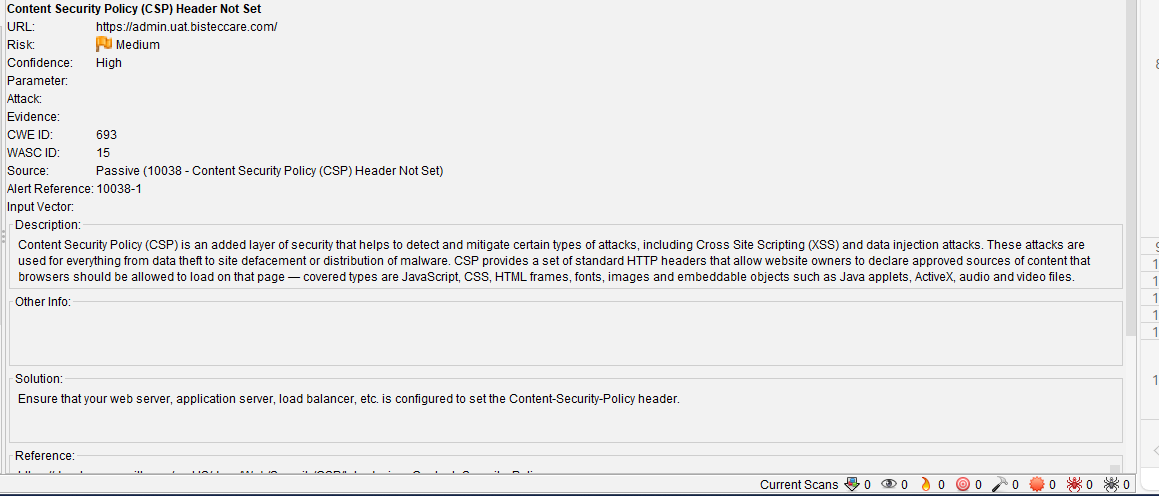 Content Security Policy (CSP) Header Not Set
URL: https://admin.uat.bisteccare.com/
Risk: Medium
Confidence: High
Parameter:
Attack:
Evidence:
CWE ID: 693
WASC ID: 15
Source: Passive (10038 - Content Security Policy (CSP) Header Not Set)
Alert Reference: 10038-1
Input Vector:
Description:
Content Security Policy (CSP) is an added layer of security that helps to detect and mitigate certain types of attacks, including Cross Site Scripting (XSS) and data injection attacks. These attacks are
used for everything from data theft to site defacement or distribution of malware. CSP provides a set of standard HTTP headers that allow website owners to declare approved sources of content that
browsers should be allowed to load on that page — covered types are JavaScript, CSS, HTML frames, fonts, images and embeddable objects such as Java applets, ActiveX, audio and video files.
Other Info:
Solution:
Ensure that your web server, application server, load balancer, etc. is configured to set the Content-Security-Policy header.
Reference:
Current Scans 0 0 0 0 0 0 0 0